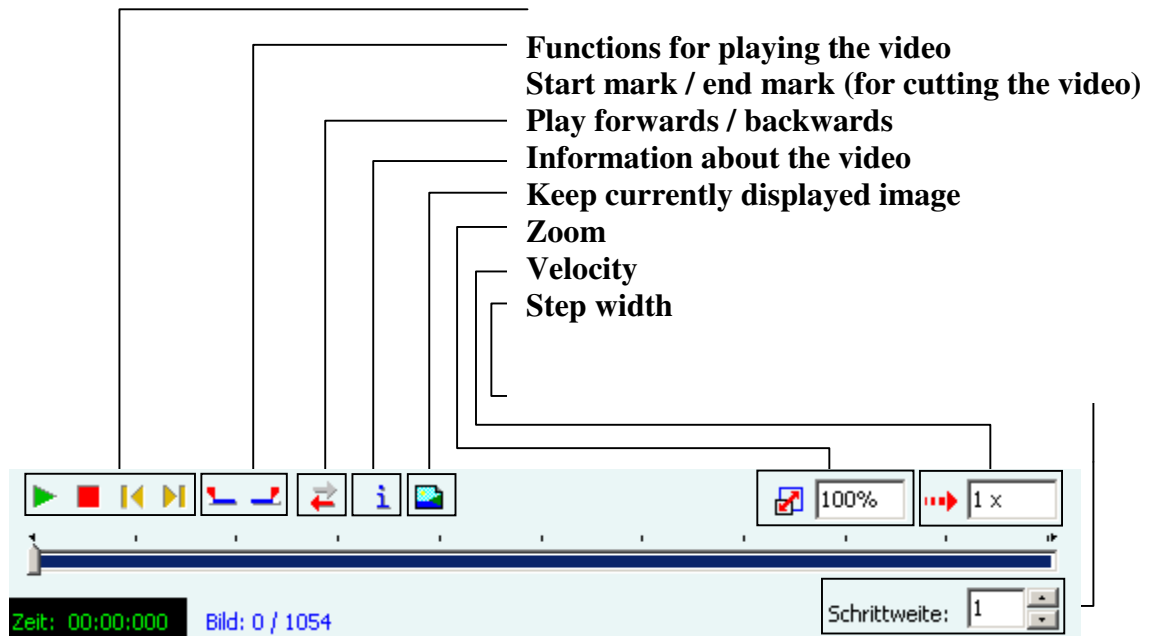 Functions for playing the video
Start mark / end mark (for cutting the video)
Play forwards / backwards
Information about the video
Keep currently displayed image
Zoom
Velocity
Step width
i
100%
1 x
Schrittweite: 1
Zeit: 00:00:000 Bild: 0 / 1054